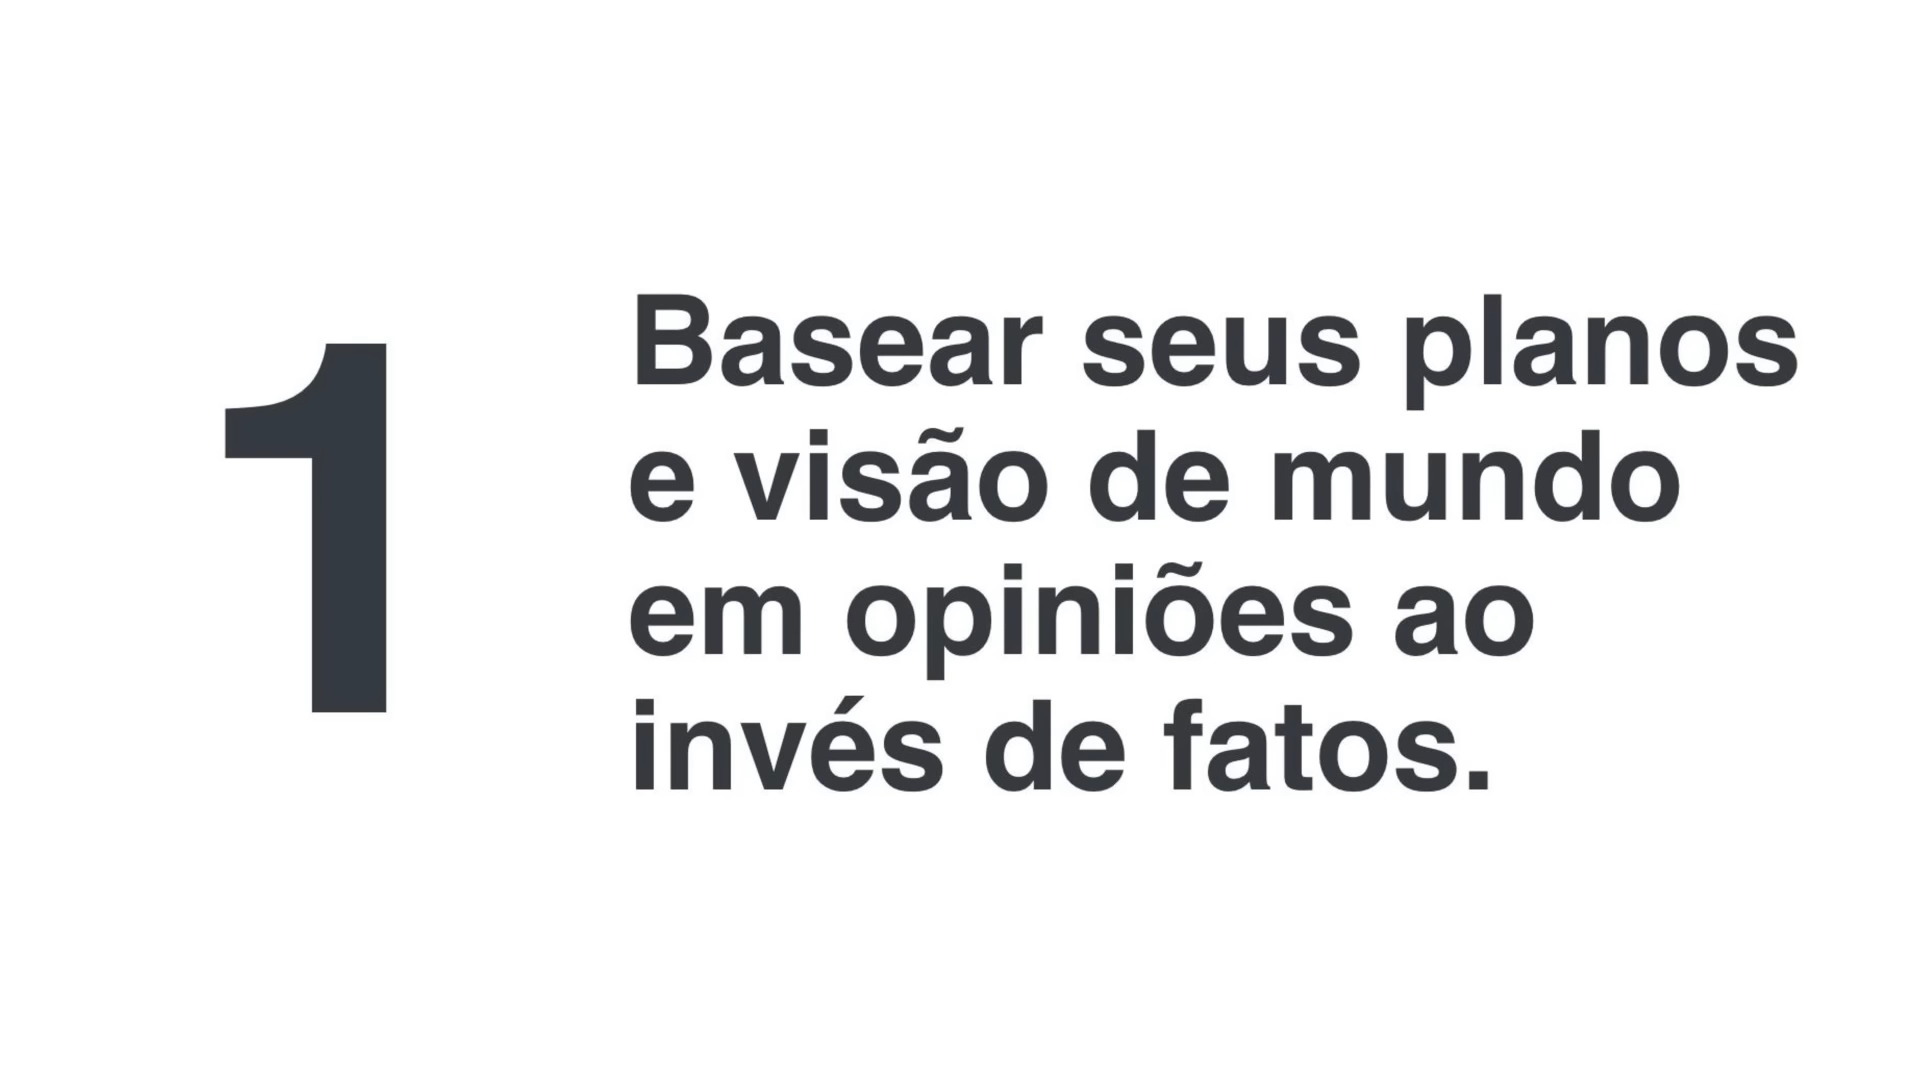 1
Basear seus planos
e visão de mundo
em opiniões ao
invés de fatos.